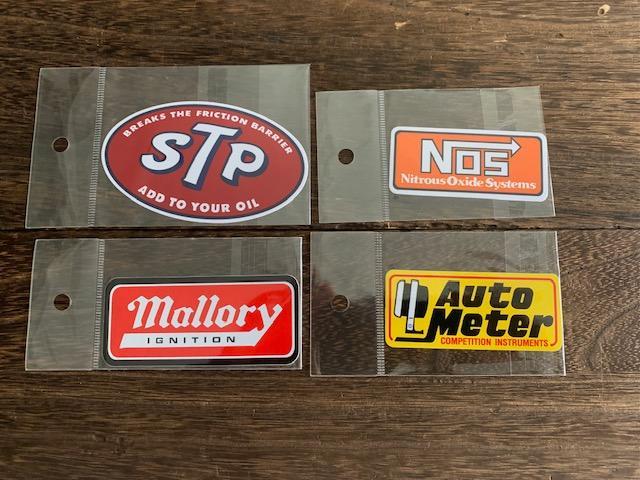 BREAKS THE FRICTION BARRIER
STP
ADD TO YOUR OIL
NOS
Nitrous Oxide Systems
Mallory
IGNITION
Auto
Meter
COMPETITION INSTRUMENTS